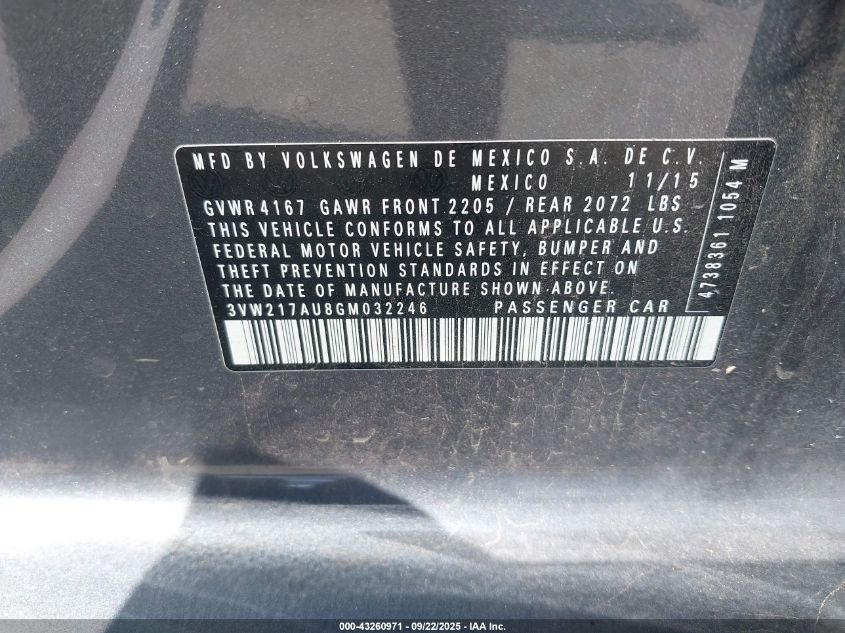 MFD BY VOLKSWAGEN DE MEXICO S.A. DE C.V.
MEXICO 11/15
GVWR 4167 GAWR FRONT 2205 / REAR 2072 LBS
THIS VEHICLE CONFORMS TO ALL APPLICABLE U.S.
FEDERAL MOTOR VEHICLE SAFETY, BUMPER AND
THEFT PREVENTION STANDARDS IN EFFECT ON
THE DATE OF MANUFACTURE SHOWN ABOVE.
3VW217AU8GM032246 PASSENGER CAR
4738361 1054 M
000-43260971 - 09/22/2025 - IAA Inc.